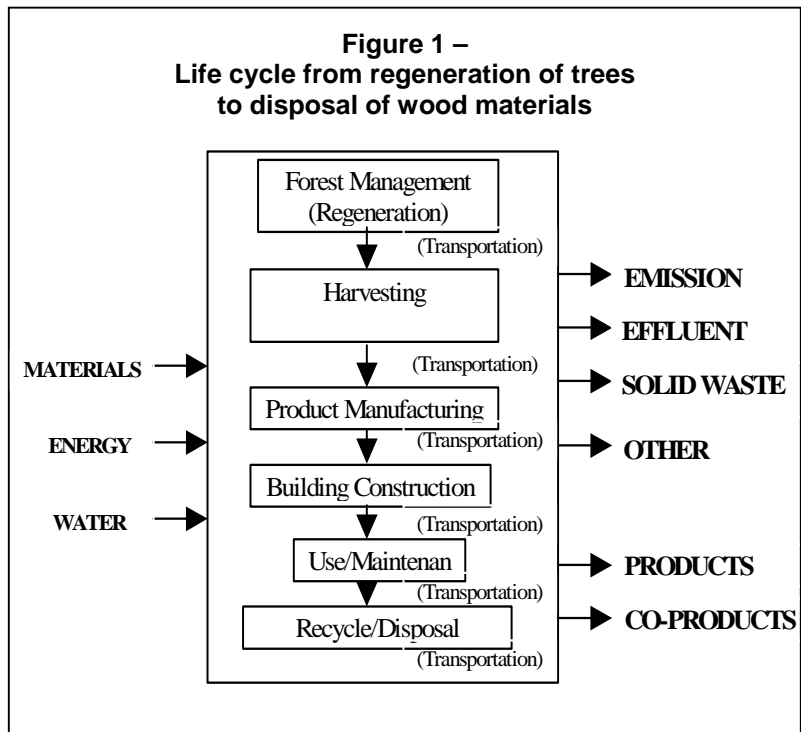 Figure 1 –
Life cycle from regeneration of trees
to disposal of wood materials
Forest Management
(Regeneration)
(Transportation)
Harvesting
(Transportation)
Product Manufacturing
(Transportation)
Building Construction
(Transportation)
Use/Maintenan
(Transportation)
Recycle/Disposal
(Transportation)
MATERIALS
ENERGY
WATER
EMISSION
EFFLUENT
SOLID WASTE
OTHER
PRODUCTS
CO-PRODUCTS